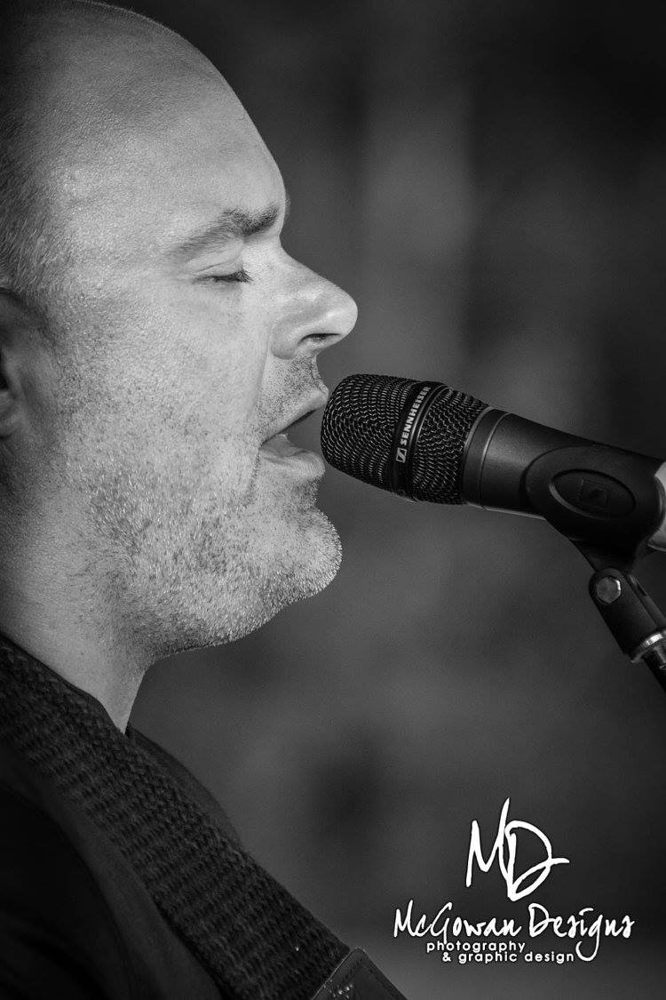 SENNHEISER
MD
McGowan Designs
photography
& graphic design